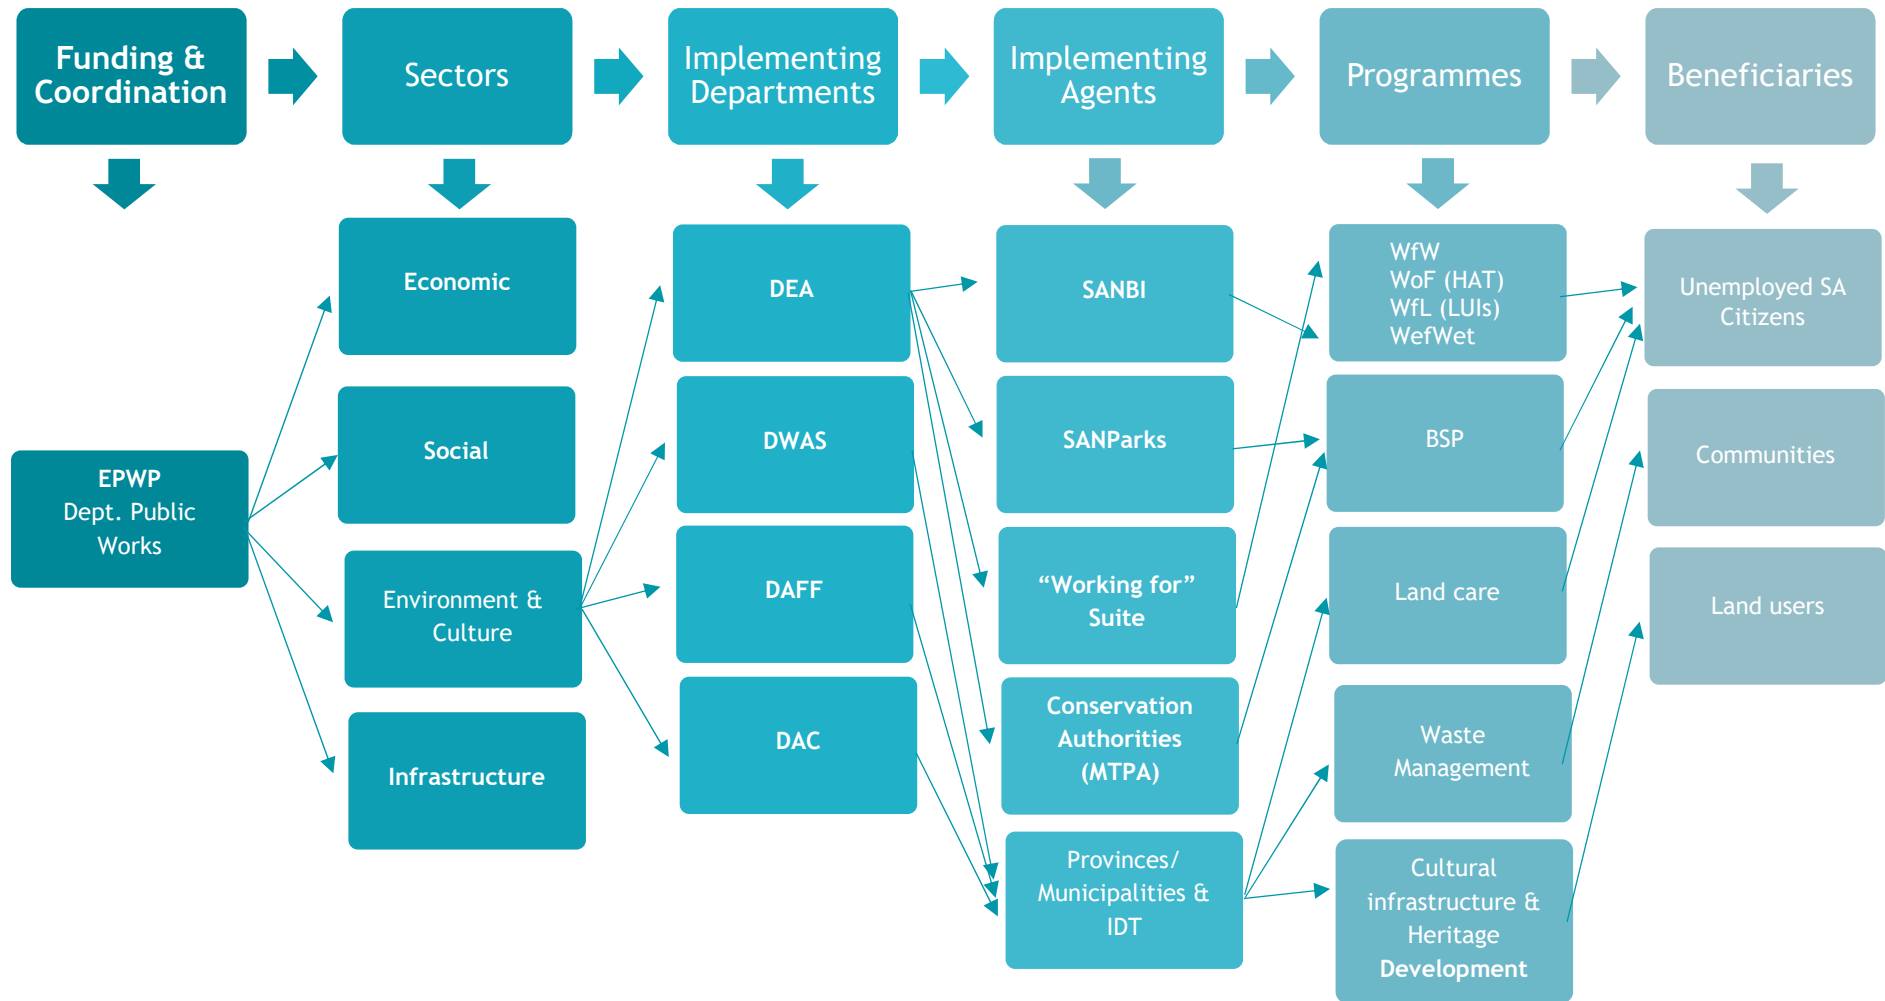 Funding &
Coordination
Sectors
Implementing
Departments
Implementing
Agents
Programmes
Beneficiaries
EPWP
Dept. Public
Works
Economic
Social
Environment &
Culture
Infrastructure
DEA
DWAS
DAFF
DAC
SANBI
SANParks
“Working for”
Suite
Conservation
Authorities
(MTPA)
Provinces/
Municipalities &
IDT
WfW
WoF (HAT)
WfL (LUIs)
WefWet
BSP
Land care
Waste
Management
Cultural
infrastructure &
Heritage
Development
Unemployed SA
Citizens
Communities
Land users